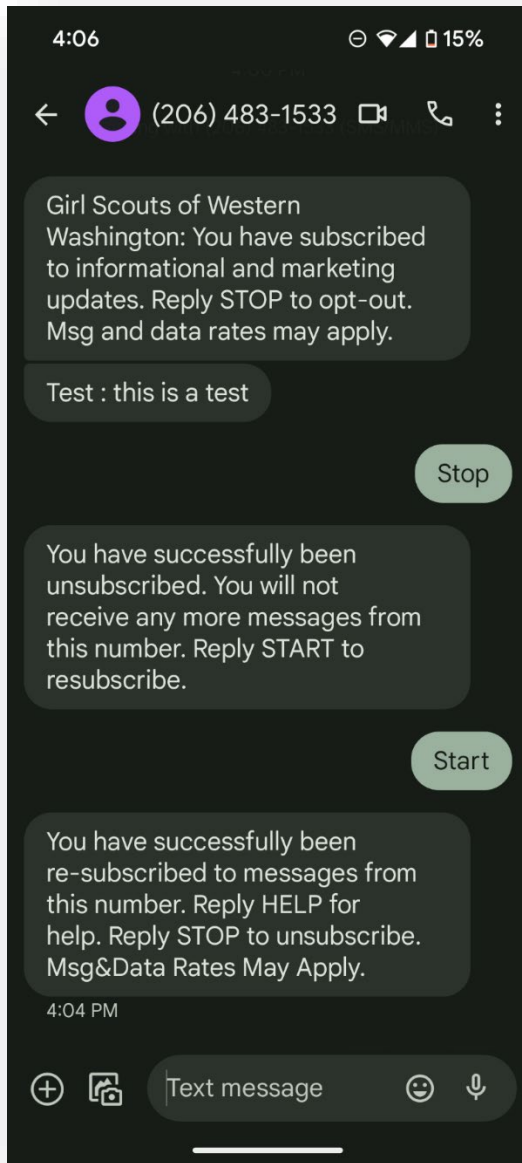 4:06
15%
(206) 483-1533
Girl Scouts of Western
Washington: You have subscribed
to informational and marketing
updates. Reply STOP to opt-out.
Msg and data rates may apply.
Test : this is a test
Stop
You have successfully been
unsubscribed. You will not
receive any more messages from
this number. Reply START to
resubscribe.
Start
You have successfully been
re-subscribed to messages from
this number. Reply HELP for
help. Reply STOP to unsubscribe.
Msg&Data Rates May Apply.
4:04 PM
Text message